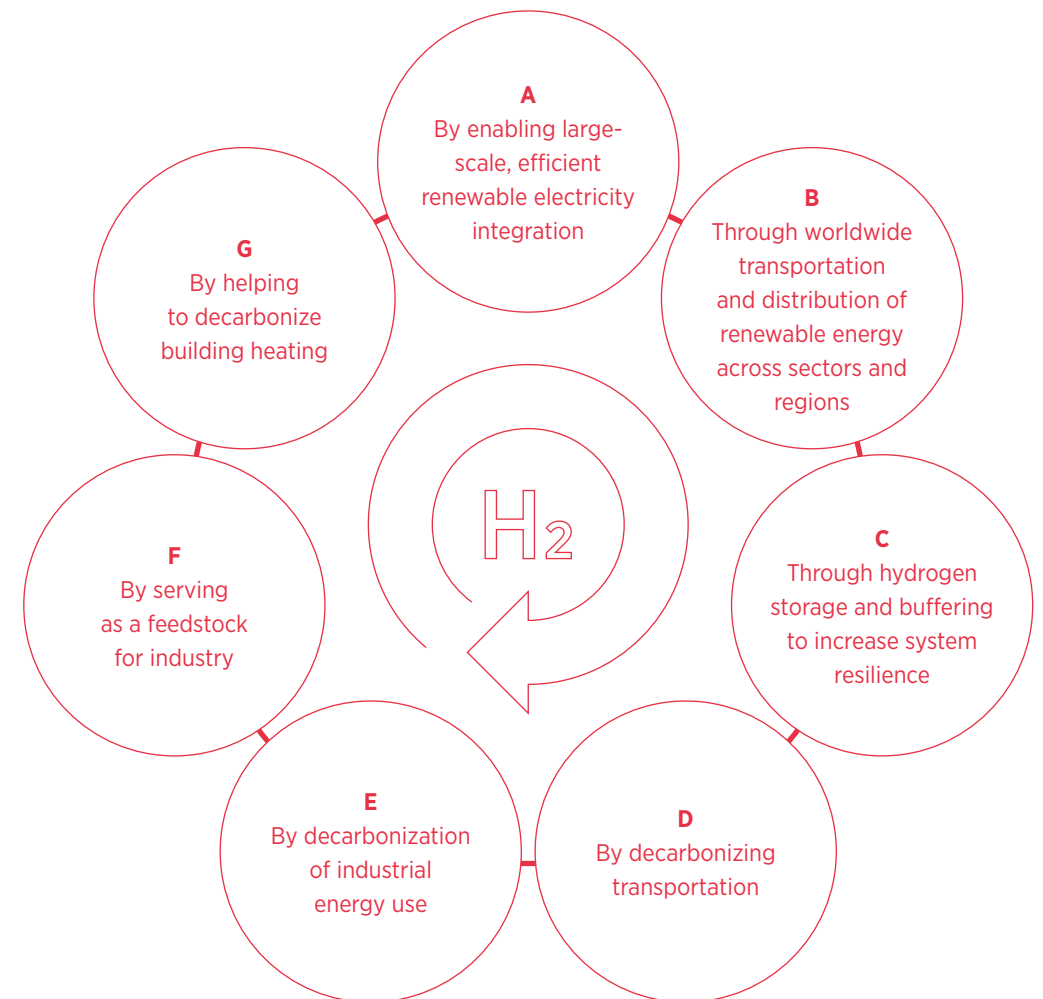 A
By enabling large-
scale, efficient
renewable electricity
integration
B
Through worldwide
transportation
and distribution of
renewable energy
across sectors and
regions
C
Through hydrogen
storage and buffering
to increase system
resilience
D
By decarbonizing
transportation
E
By decarbonization
of industrial
energy use
F
By serving
as a feedstock
for industry
G
By helping
to decarbonize
building heating
H2